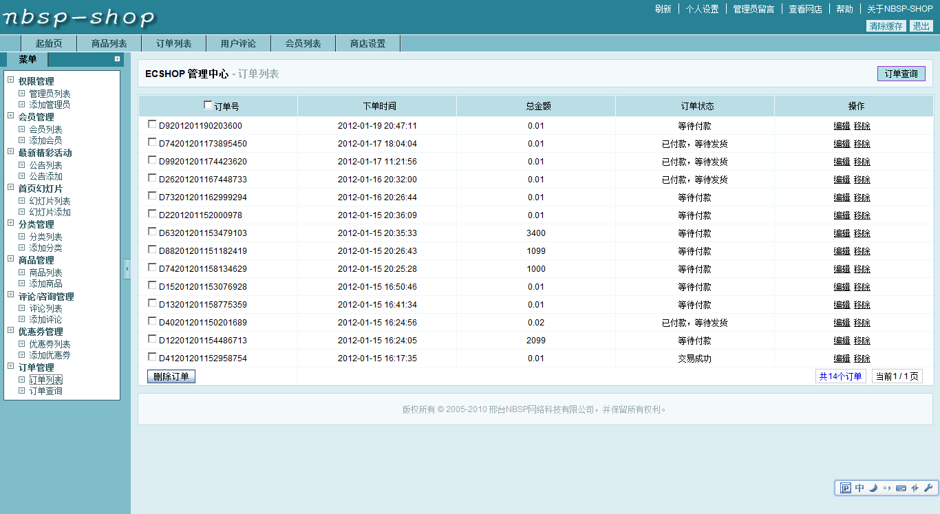 nbsp-shop
刷新 | 个人设置 | 管理员留言 | 查看网店 | 帮助 | 关于NBSP-SHOP
清除缓存 退出
起始页 商品列表 订单列表 用户评论 会员列表 商店设置
菜单
权限管理
管理员列表
添加管理员
会员管理
会员列表
添加会员
最新精彩活动
公告列表
公告添加
首页幻灯片
幻灯片列表
幻灯片添加
分类管理
分类列表
添加分类
商品管理
商品列表
添加商品
评论/咨询管理
评论列表
添加评论
优惠券管理
优惠券列表
添加优惠券
订单管理
订单列表
订单查询
ECSHOP 管理中心 - 订单列表
订单查询
订单号 下单时间 总金额 订单状态 操作
D9201201190203600 2012-01-19 20:47:11 0.01 等待付款 编辑 移除
D74201201173895450 2012-01-17 18:04:04 0.01 已付款，等待发货 编辑 移除
D99201201174423620 2012-01-17 11:21:56 0.01 已付款，等待发货 编辑 移除
D26201201167448733 2012-01-16 20:32:00 0.01 已付款，等待发货 编辑 移除
D73201201162999294 2012-01-16 20:26:44 0.01 等待付款 编辑 移除
D2201201152000978 2012-01-15 20:36:09 0.01 等待付款 编辑 移除
D63201201153479103 2012-01-15 20:35:33 3400 等待付款 编辑 移除
D88201201151182419 2012-01-15 20:26:43 1099 等待付款 编辑 移除
D74201201158134629 2012-01-15 20:25:28 1000 等待付款 编辑 移除
D15201201153076928 2012-01-15 16:50:46 0.01 等待付款 编辑 移除
D13201201158775359 2012-01-15 16:41:34 0.01 等待付款 编辑 移除
D40201201150201689 2012-01-15 16:24:56 0.02 已付款，等待发货 编辑 移除
D12201201154486713 2012-01-15 16:24:05 2099 等待付款 编辑 移除
D41201201152958754 2012-01-15 16:17:35 0.01 交易成功 编辑 移除
删除订单 共14个订单 当前1 / 1 页
版权所有 © 2005-2010 邢台NBSP网络科技有限公司，并保留所有权利。
中